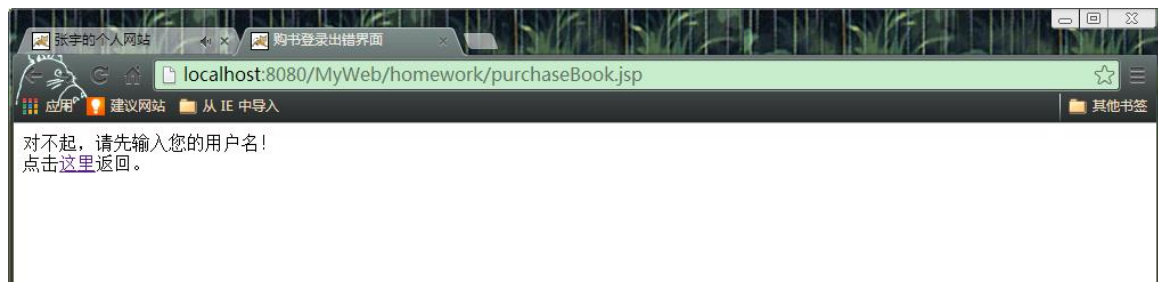 张宇的个人网站
购书登录出错界面
localhost:8080/MyWeb/homework/purchaseBook.jsp
应用 建议网站 从 IE 中导入 其他书签
对不起，请先输入您的用户名！
点击这里返回。